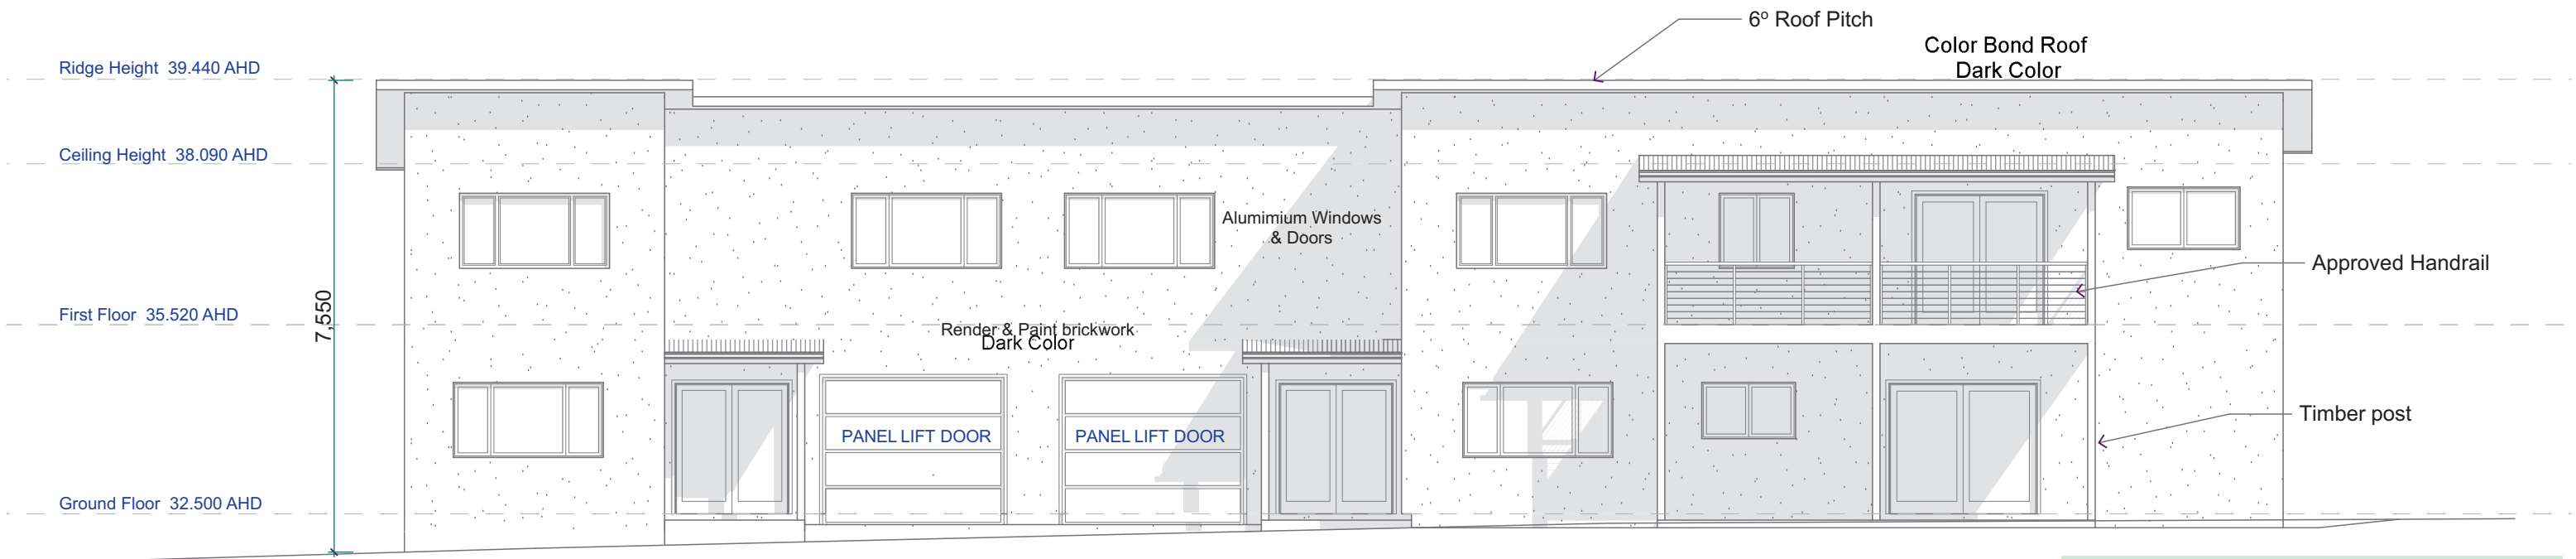 6º Roof Pitch
Color Bond Roof
Dark Color
Ridge Height  39.440 AHD
Ceiling Height  38.090 AHD
Alumimium Windows
& Doors
Approved Handrail
First Floor  35.520 AHD
7,550
Render & Paint brickwork
Dark Color
Timber post
PANEL LIFT DOOR
PANEL LIFT DOOR
Ground Floor  32.500 AHD